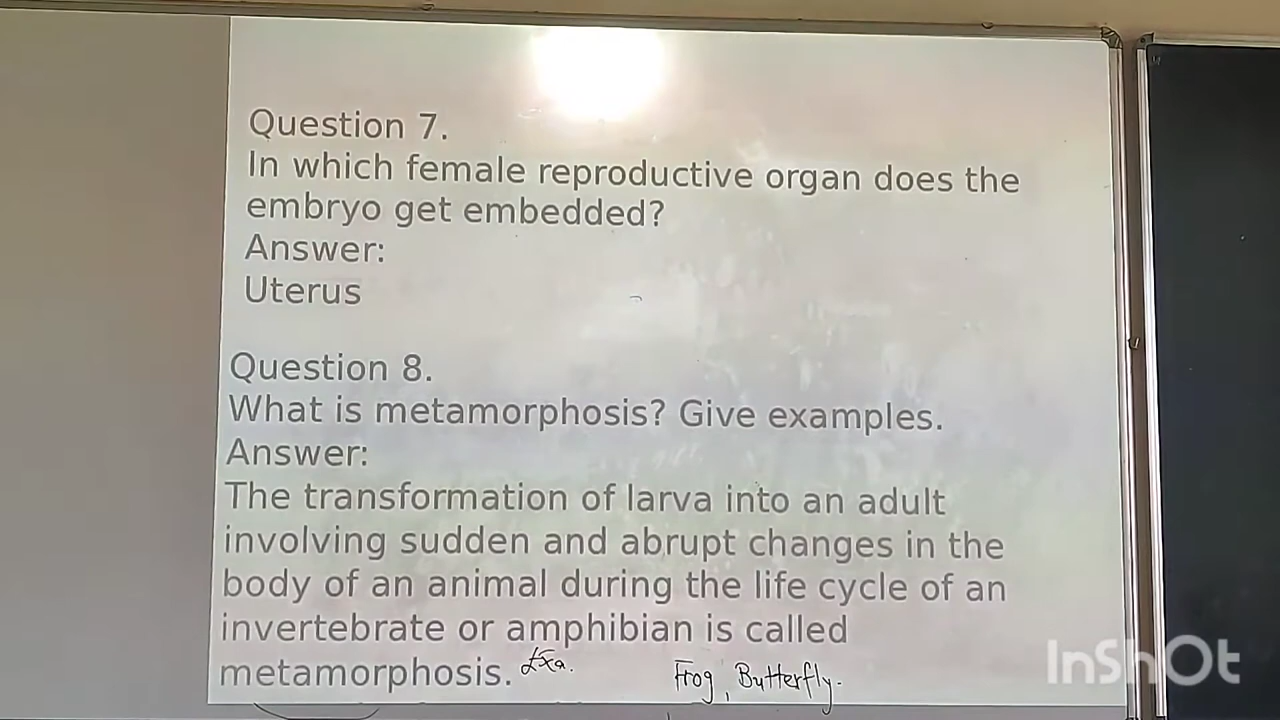 Question 7.
In which female reproductive organ does the
embryo get embedded?
Answer:
Uterus
Question 8.
What is metamorphosis? Give examples.
Answer:
The transformation of larva into an adult
involving sudden and abrupt changes in the
body of an animal during the life cycle of an
invertebrate or amphibian is called
metamorphosis. Exa. Frog, Butterfly.
InShOt